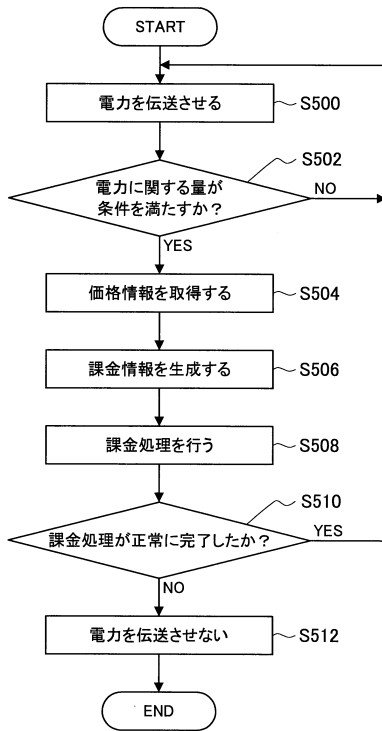 START
電力を伝送させる
S500
S502
電力に関する量が
条件を満たすか？
NO
YES
価格情報を取得する
S504
課金情報を生成する
S506
課金処理を行う
S508
S510
課金処理が正常に完了したか？
YES
NO
電力を伝送させない
S512
END